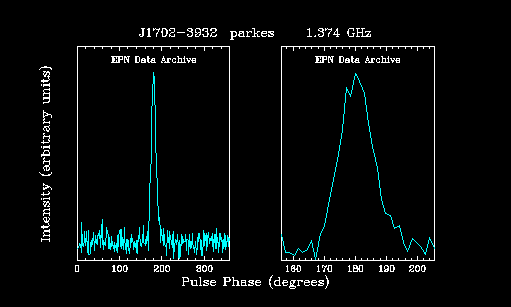 J1702-3932 parkes 1.374 GHz
EPN Data Archive EPN Data Archive
Intensity (arbitrary units)
0 100 200 300 160 170 180 190 200
Pulse Phase (degrees)